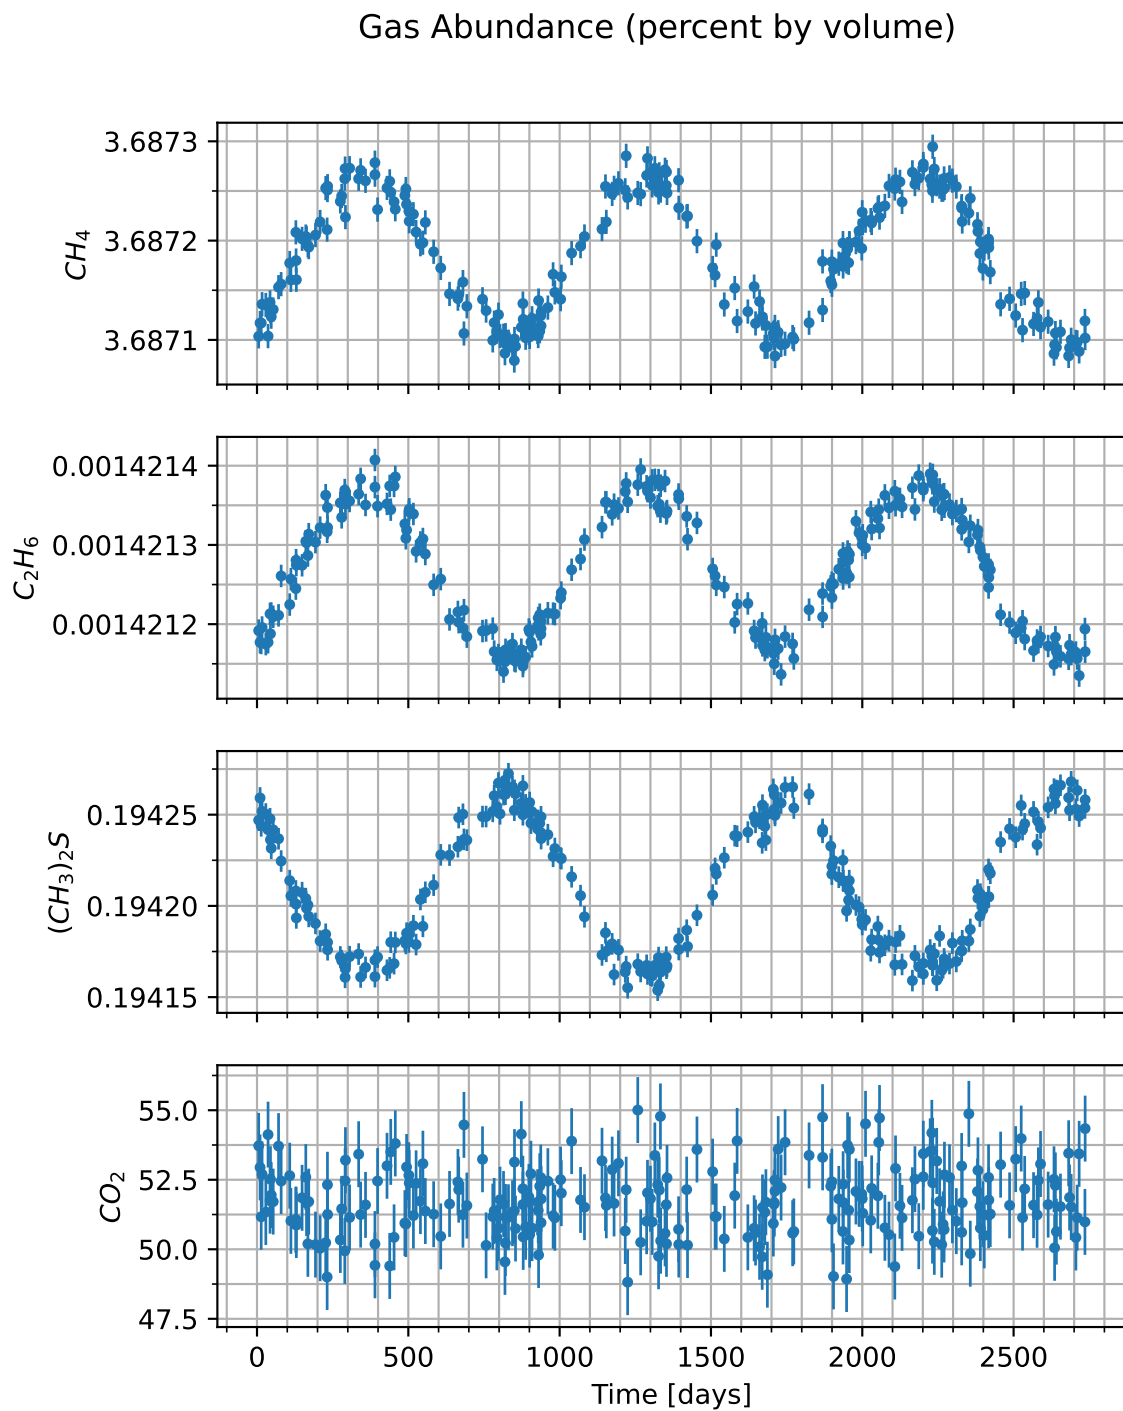 Gas Abundance (percent by volume)
3.6873
3.6872
3.6871
CH4
0.0014214
0.0014213
0.0014212
C2H6
0.19425
0.19420
0.19415
(CH3)2S
55.0
52.5
50.0
47.5
CO2
0 500 1000 1500 2000 2500
Time [days]